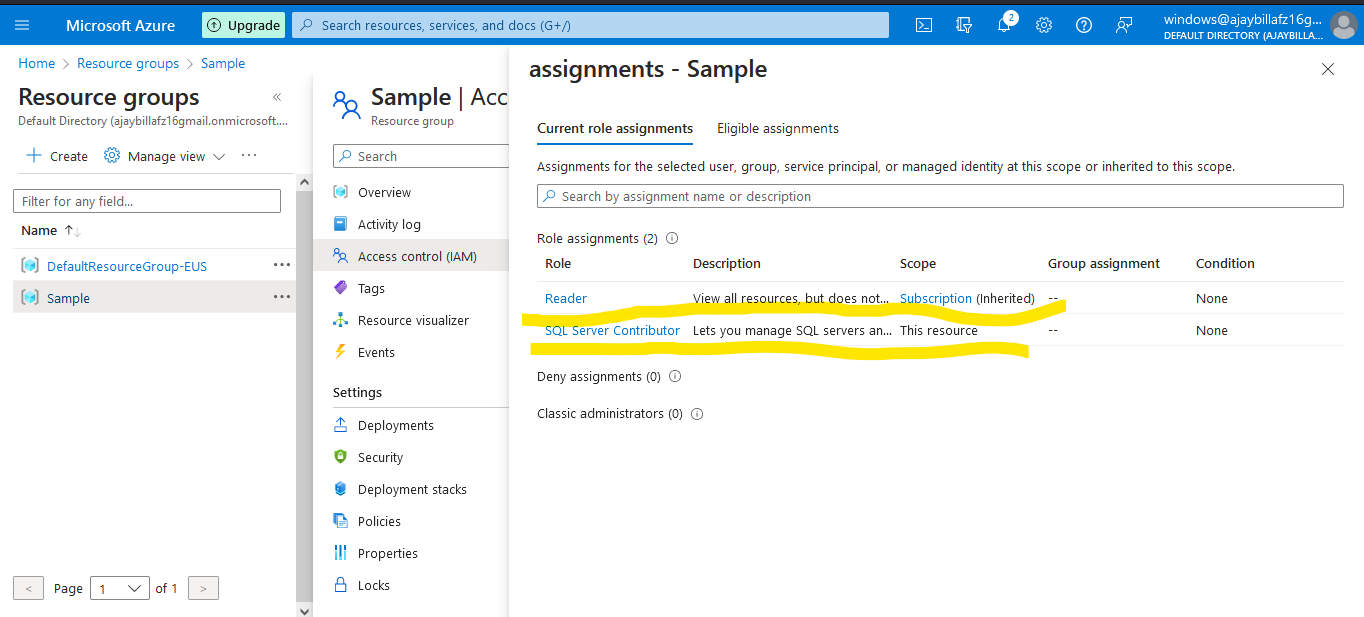 Microsoft Azure
Upgrade
Search resources, services, and docs (G+/)
2
windows@ajaybillafz16g...
DEFAULT DIRECTORY (AJAYBILLA...
Home > Resource groups > Sample
Resource groups
«
Default Directory (ajaybillafz16gmail.onmicrosoft....
Create
Manage view
...
Filter for any field...
Name ↑↓
DefaultResourceGroup-EUS ...
Sample ...
< Page 1 of 1 >
Sample | Acc
Resource group
Search
Overview
Activity log
Access control (IAM)
Tags
Resource visualizer
Events
Settings
Deployments
Security
Deployment stacks
Policies
Properties
Locks
assignments - Sample
Current role assignments Eligible assignments
Assignments for the selected user, group, service principal, or managed identity at this scope or inherited to this scope.
Search by assignment name or description
Role assignments (2)
Role Description Scope Group assignment Condition
Reader View all resources, but does not... Subscription (Inherited) -- None
SQL Server Contributor Lets you manage SQL servers an... This resource -- None
Deny assignments (0)
Classic administrators (0)